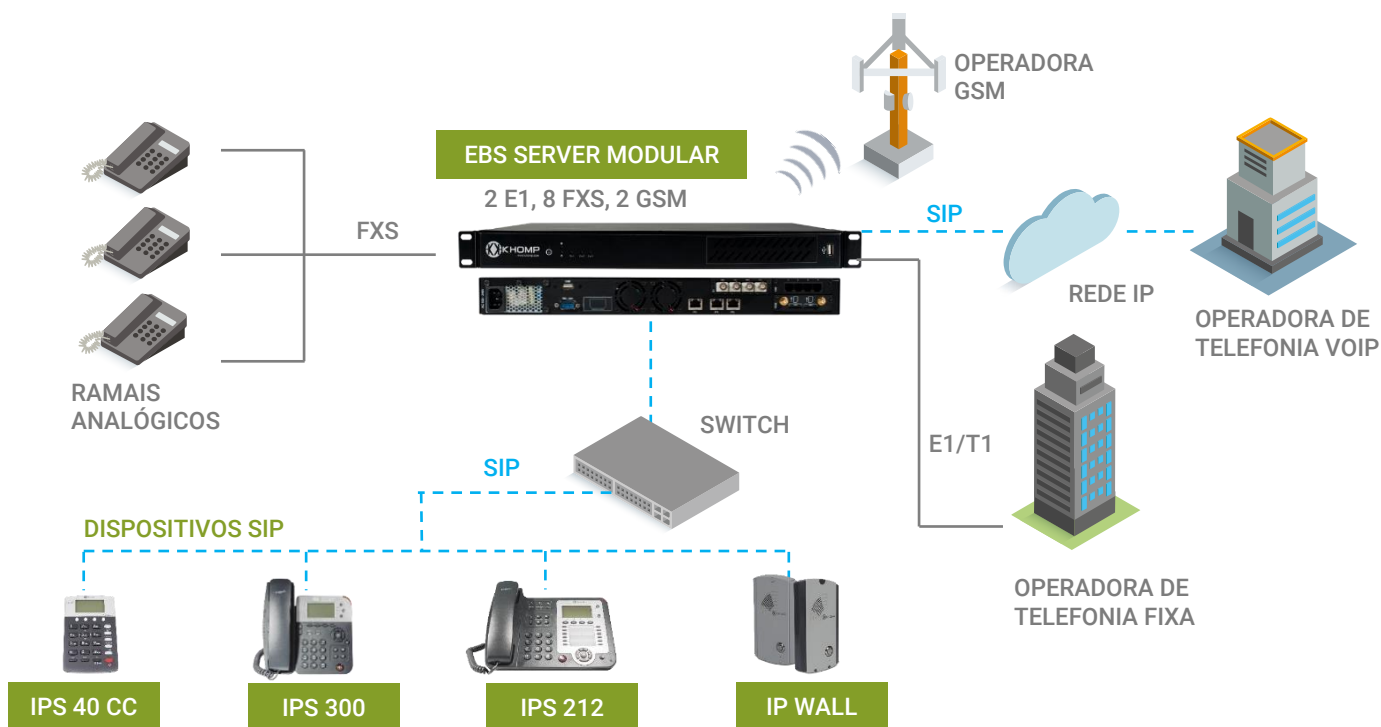 OPERADORA
GSM
EBS SERVER MODULAR
2 E1, 8 FXS, 2 GSM
FXS
KHOMP
SIP
REDE IP
OPERADORA DE
TELEFONIA VOIP
RAMAIS
ANALÓGICOS
SWITCH
E1/T1
SIP
DISPOSITIVOS SIP
OPERADORA DE
TELEFONIA FIXA
IPS 40 CC
IPS 300
IPS 212
IP WALL